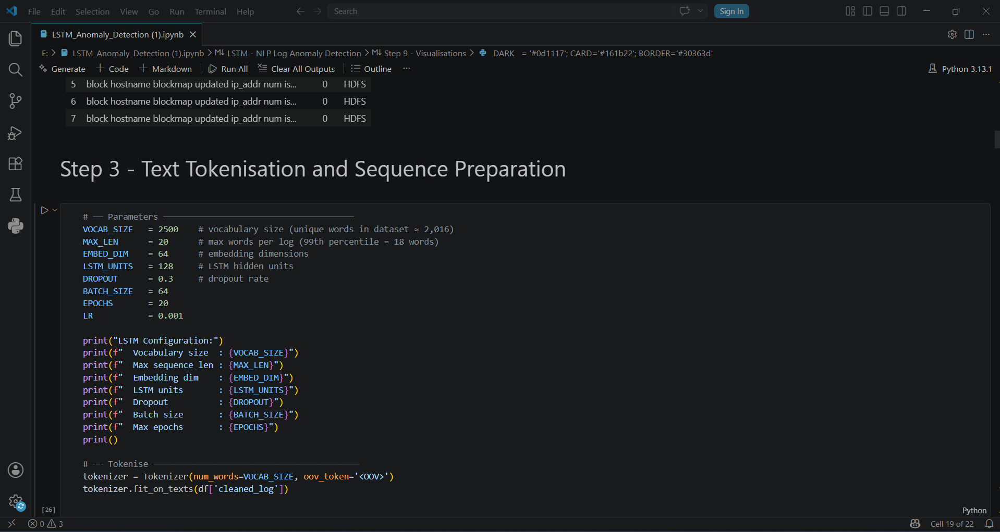 File Edit Selection View Go Run Terminal Help Search Sign In
LSTM_Anomaly_Detection (1).ipynb
E: > LSTM_Anomaly_Detection (1).ipynb > M↓ LSTM - NLP Log Anomaly Detection > M↓ Step 9 - Visualisations > DARK = '#0d1117'; CARD='#161b22'; BORDER='#30363d'
Generate + Code + Markdown Run All Clear All Outputs Outline ... Python 3.13.1
5 block hostname blockmap updated ip_addr num is... 0 HDFS
6 block hostname blockmap updated ip_addr num is... 0 HDFS
7 block hostname blockmap updated ip_addr num is... 0 HDFS
Step 3 - Text Tokenisation and Sequence Preparation
# ── Parameters ──────────────────────────────────────
VOCAB_SIZE = 2500 # vocabulary size (unique words in dataset ≈ 2,016)
MAX_LEN = 20 # max words per log (99th percentile = 18 words)
EMBED_DIM = 64 # embedding dimensions
LSTM_UNITS = 128 # LSTM hidden units
DROPOUT = 0.3 # dropout rate
BATCH_SIZE = 64
EPOCHS = 20
LR = 0.001
print("LSTM Configuration:")
print(f" Vocabulary size : {VOCAB_SIZE}")
print(f" Max sequence len : {MAX_LEN}")
print(f" Embedding dim : {EMBED_DIM}")
print(f" LSTM units : {LSTM_UNITS}")
print(f" Dropout : {DROPOUT}")
print(f" Batch size : {BATCH_SIZE}")
print(f" Max epochs : {EPOCHS}")
print()
# ── Tokenise ─────────────────────────────────────────
tokenizer = Tokenizer(num_words=VOCAB_SIZE, oov_token='<OOV>')
tokenizer.fit_on_texts(df['cleaned_log'])
[26] Python
0 3 Cell 19 of 22